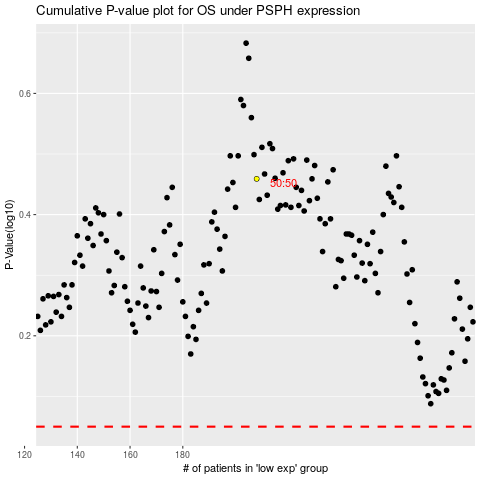 Cumulative P-value plot for OS under PSPH expression
P-Value(log10)
0.6
0.4
0.2
50:50
120 140 160 180
# of patients in 'low exp' group